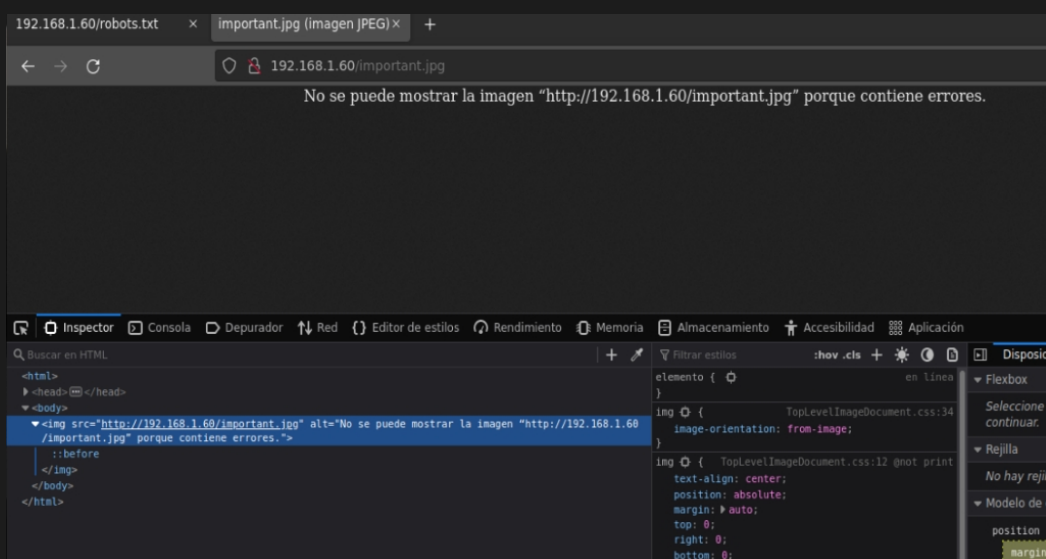 192.168.1.60/robots.txt × important.jpg (imagen JPEG) × +
192.168.1.60/important.jpg
No se puede mostrar la imagen “http://192.168.1.60/important.jpg” porque contiene errores.
Inspector Consola Depurador Red {} Editor de estilos Rendimiento Memoria Almacenamiento Accesibilidad Aplicación
Buscar en HTML
<html>
<head> </head>
<body>
<img src="http://192.168.1.60/important.jpg" alt="No se puede mostrar la imagen “http://192.168.1.60
/important.jpg" porque contiene errores.">
::before
</img>
</body>
</html>
Filtrar estilos :hov .cls +
elemento { en línea
}
img { TopLevelImageDocument.css:34
image-orientation: from-image;
}
img { TopLevelImageDocument.css:12 @not print
text-align: center;
position: absolute;
margin: auto;
top: 0;
right: 0;
bottom: 0;
Flexbox
Seleccione
continuar.
Rejilla
No hay
Modelo de
position
margin